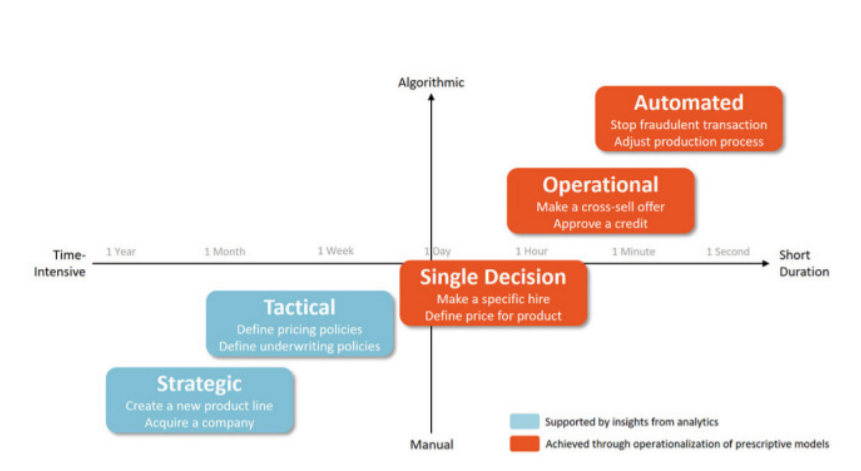 Algorithmic
Automated
Stop fraudulent transaction
Adjust production process
Operational
Make a cross-sell offer
Approve a credit
Time-
Intensive
1 Year
1 Month
1 Week
1 Day
1 Hour
1 Minute
1 Second
Short
Duration
Single Decision
Make a specific hire
Define price for product
Tactical
Define pricing policies
Define underwriting policies
Strategic
Create a new product line
Acquire a company
Manual
Supported by insights from analytics
Achieved through operationalization of prescriptive models